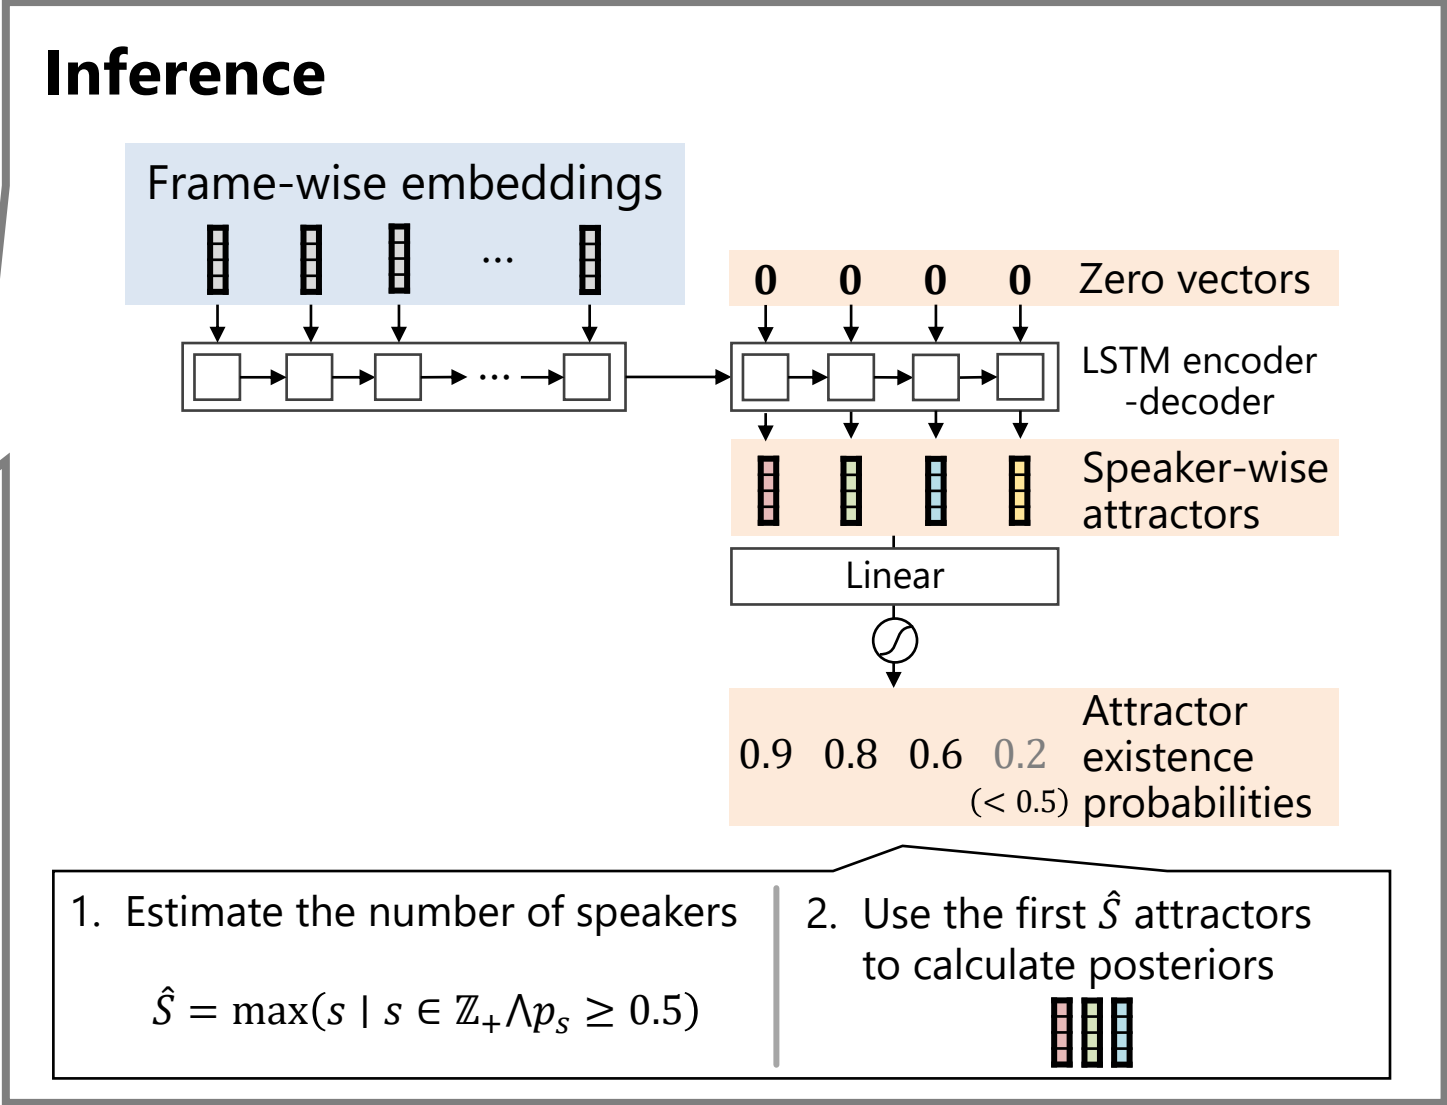 Inference
Frame-wise embeddings
...
0 0 0 0 Zero vectors
LSTM encoder
-decoder
...
Speaker-wise
attractors
Linear
Attractor
0.9 0.8 0.6 0.2 existence
(< 0.5) probabilities
1. Estimate the number of speakers
Ŝ = max(s | s ∈ ℤ₊⋀pₛ ≥ 0.5)
2. Use the first Ŝ attractors
to calculate posteriors